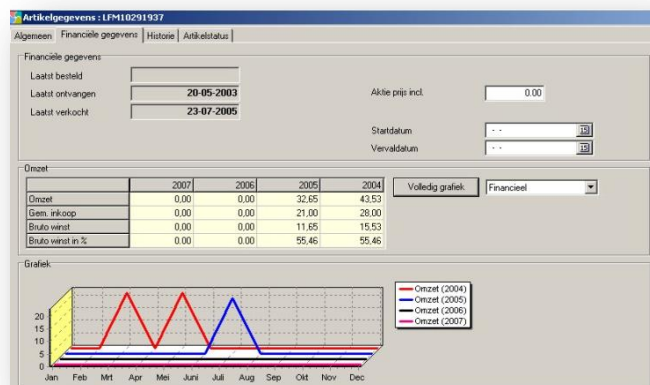 Artikelgegevens : LFM10291937
Algemeen Financiële gegevens Historie Artikelstatus
Financiële gegevens
Laatst besteld
Laatst ontvangen 20-05-2003 Aktie prijs incl. 0.00
Laatst verkocht 23-07-2005
Startdatum - - 15
Vervaldatum - - 15
Omzet
2007 2006 2005 2004 Volledig grafiek Financieel
Omzet 0,00 0,00 32,65 43,53
Gem. inkoop 0,00 0,00 21,00 28,00
Bruto winst 0,00 0,00 11,65 15,53
Bruto winst in % 0.00 0.00 55,46 55,46
Grafiek
Omzet (2004)
Omzet (2005)
Omzet (2006)
Omzet (2007)
20
15
10
5
0
Jan Feb Mrt Apr Mei Juni Juli Aug Sep Okt Nov Dec